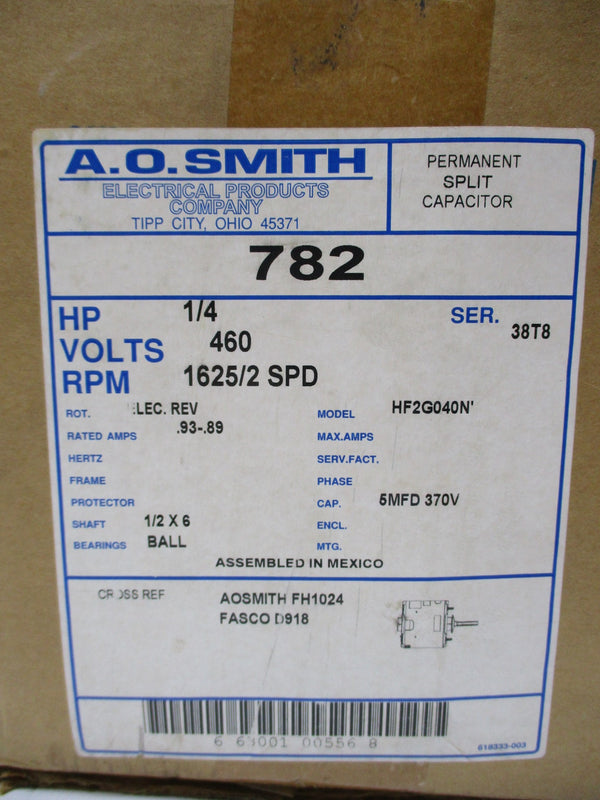 A.O.SMITH
ELECTRICAL PRODUCTS
COMPANY
TIPP CITY, OHIO 45371
PERMANENT
SPLIT
CAPACITOR
782
HP 1/4
VOLTS 460
RPM 1625/2 SPD
SER. 38T8
ROT. LEC. REV
RATED AMPS .93-.89
HERTZ
FRAME
PROTECTOR
SHAFT 1/2 X 6
BEARINGS BALL
MODEL HF2G040N'
MAX.AMPS
SERV.FACT.
PHASE
CAP. 5MFD 370V
ENCL.
MTG.
ASSEMBLED IN MEXICO
CROSS REF AOSMITH FH1024
FASCO D918
6 63001 00556 8
618333-003